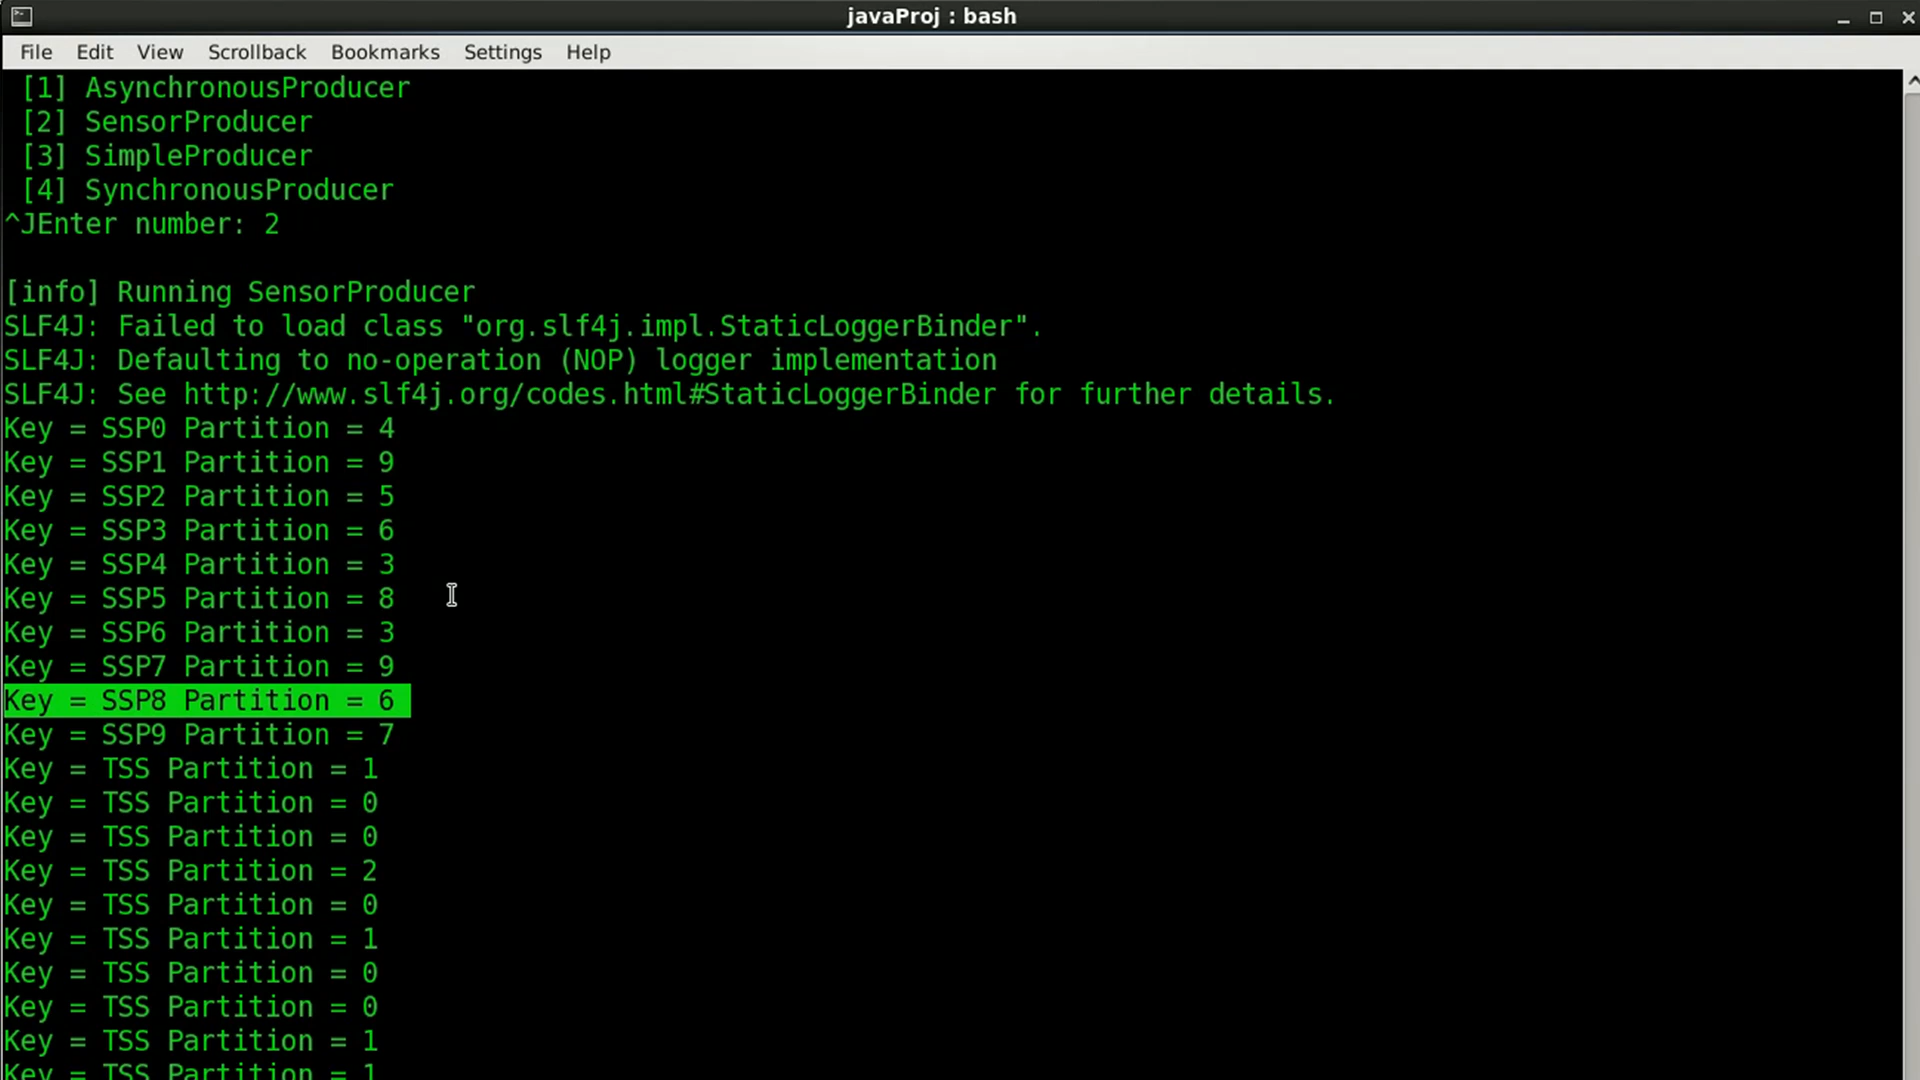 javaProj : bash
File Edit View Scrollback Bookmarks Settings Help
[1] AsynchronousProducer
[2] SensorProducer
[3] SimpleProducer
[4] SynchronousProducer
^JEnter number: 2
[info] Running SensorProducer
SLF4J: Failed to load class "org.slf4j.impl.StaticLoggerBinder".
SLF4J: Defaulting to no-operation (NOP) logger implementation
SLF4J: See http://www.slf4j.org/codes.html#StaticLoggerBinder for further details.
Key = SSP0 Partition = 4
Key = SSP1 Partition = 9
Key = SSP2 Partition = 5
Key = SSP3 Partition = 6
Key = SSP4 Partition = 3
Key = SSP5 Partition = 8
Key = SSP6 Partition = 3
Key = SSP7 Partition = 9
Key = SSP8 Partition = 6
Key = SSP9 Partition = 7
Key = TSS Partition = 1
Key = TSS Partition = 0
Key = TSS Partition = 0
Key = TSS Partition = 2
Key = TSS Partition = 0
Key = TSS Partition = 1
Key = TSS Partition = 0
Key = TSS Partition = 0
Key = TSS Partition = 1
Key = TSS Partition = 1